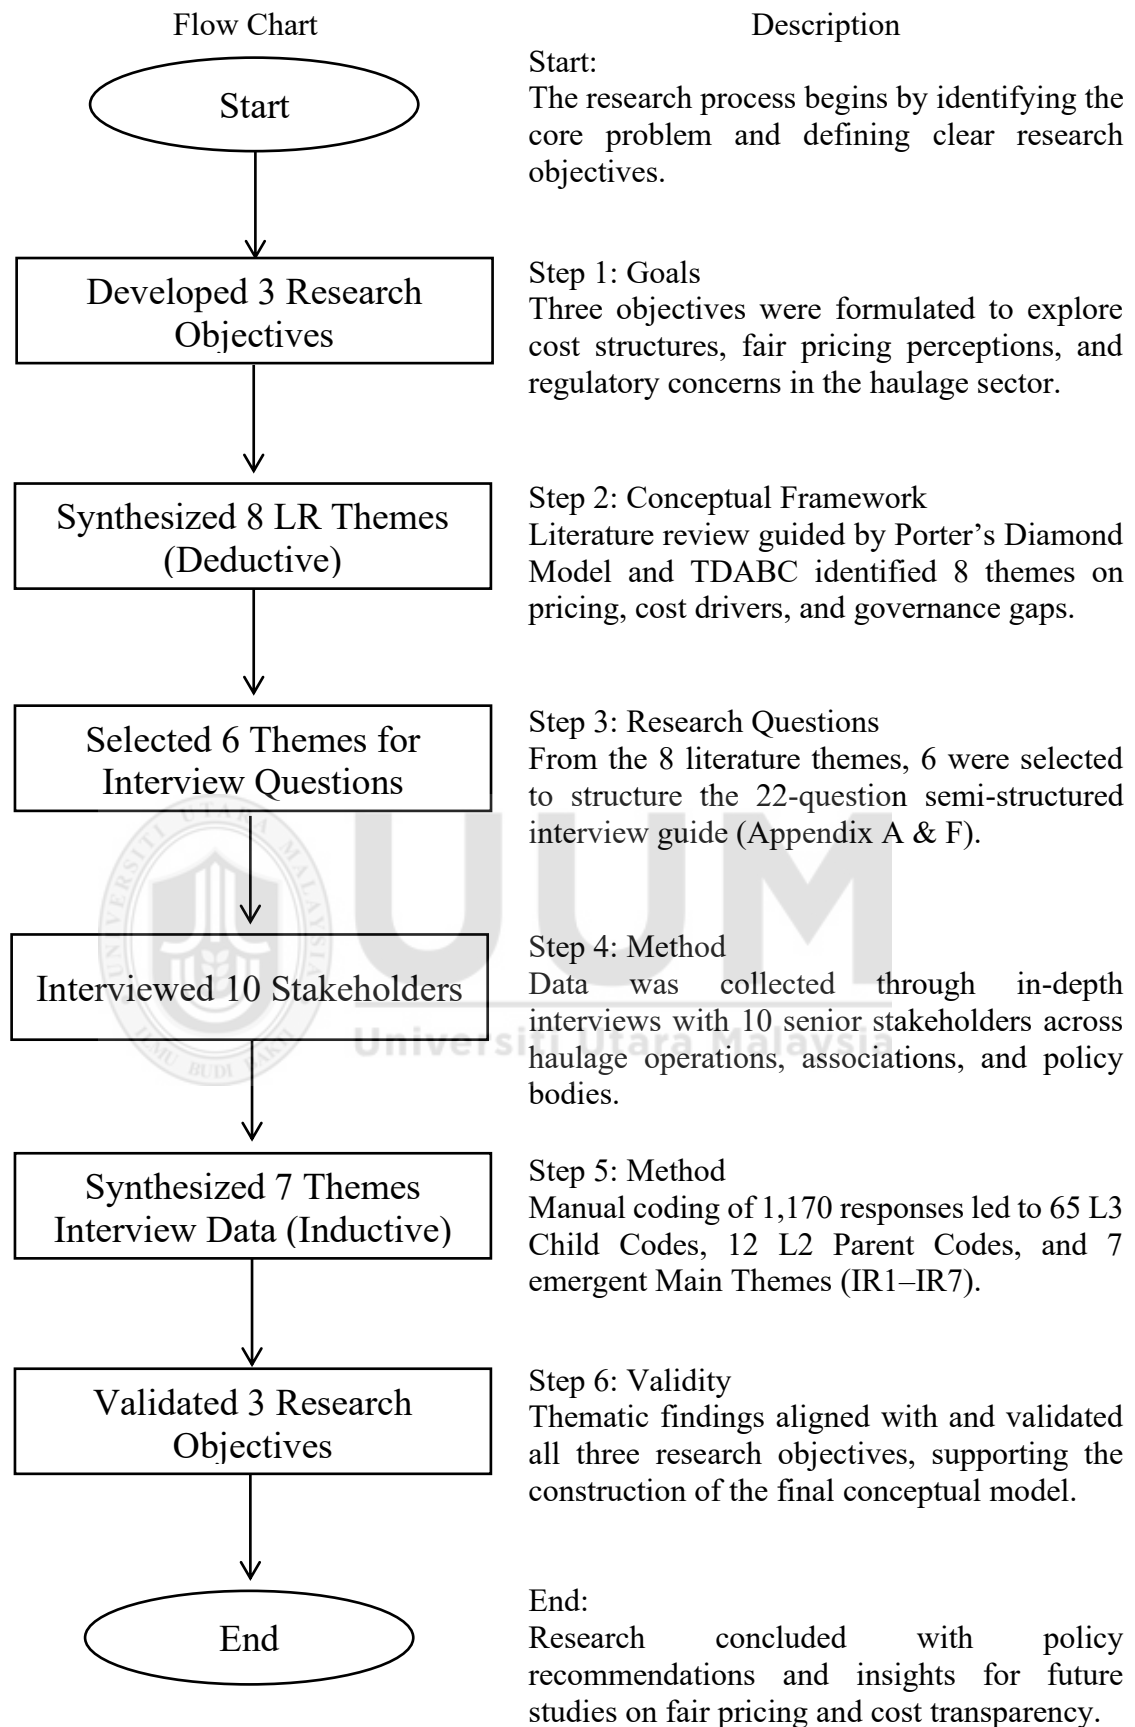 Flow Chart
Description
Start
Start:
The research process begins by identifying the
core problem and defining clear research
objectives.
Developed 3 Research
Objectives
Step 1: Goals
Three objectives were formulated to explore
cost structures, fair pricing perceptions, and
regulatory concerns in the haulage sector.
Synthesized 8 LR Themes
(Deductive)
Step 2: Conceptual Framework
Literature review guided by Porter’s Diamond
Model and TDABC identified 8 themes on
pricing, cost drivers, and governance gaps.
Selected 6 Themes for
Interview Questions
Step 3: Research Questions
From the 8 literature themes, 6 were selected
to structure the 22-question semi-structured
interview guide (Appendix A & F).
Interviewed 10 Stakeholders
Step 4: Method
Data was collected through in-depth
interviews with 10 senior stakeholders across
haulage operations, associations, and policy
bodies.
Synthesized 7 Themes
Interview Data (Inductive)
Step 5: Method
Manual coding of 1,170 responses led to 65 L3
Child Codes, 12 L2 Parent Codes, and 7
emergent Main Themes (IR1–IR7).
Validated 3 Research
Objectives
Step 6: Validity
Thematic findings aligned with and validated
all three research objectives, supporting the
construction of the final conceptual model.
End
End:
Research concluded with policy
recommendations and insights for future
studies on fair pricing and cost transparency.
UUM
Universiti Utara Malaysia
UNIVERSITI UTARA MALAYSIA
ILMU BUDI BAKTI